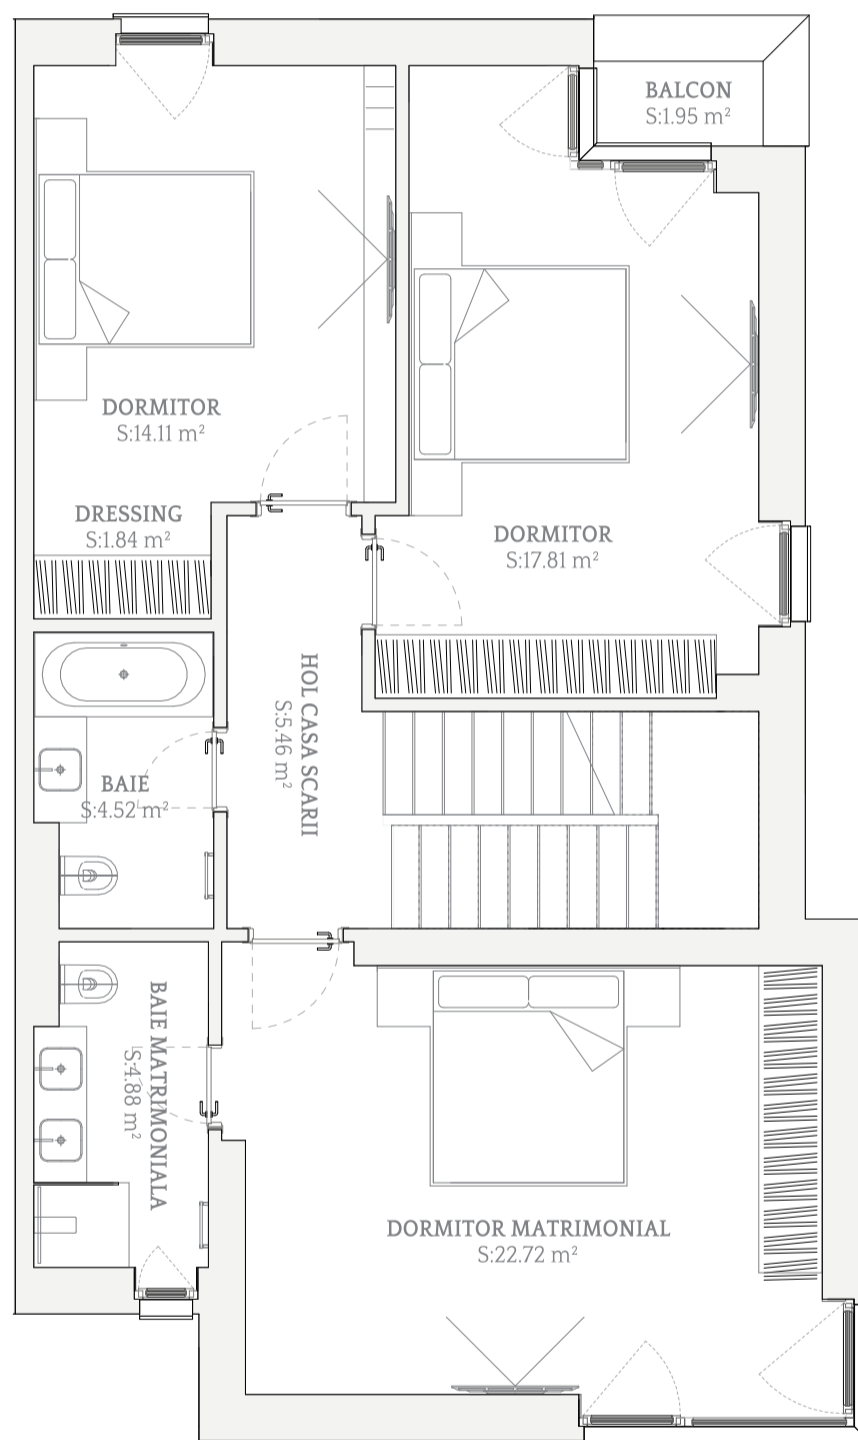 BALCON
S:1.95 m²
DORMITOR
S:14.11 m²
DRESSING
S:1.84 m²
DORMITOR
S:17.81 m²
HOL CASA SCARII
S:5.46 m²
BAIE
S:4.52 m²
BAIE MATRIMONIALA
S:4.88 m²
DORMITOR MATRIMONIAL
S:22.72 m²